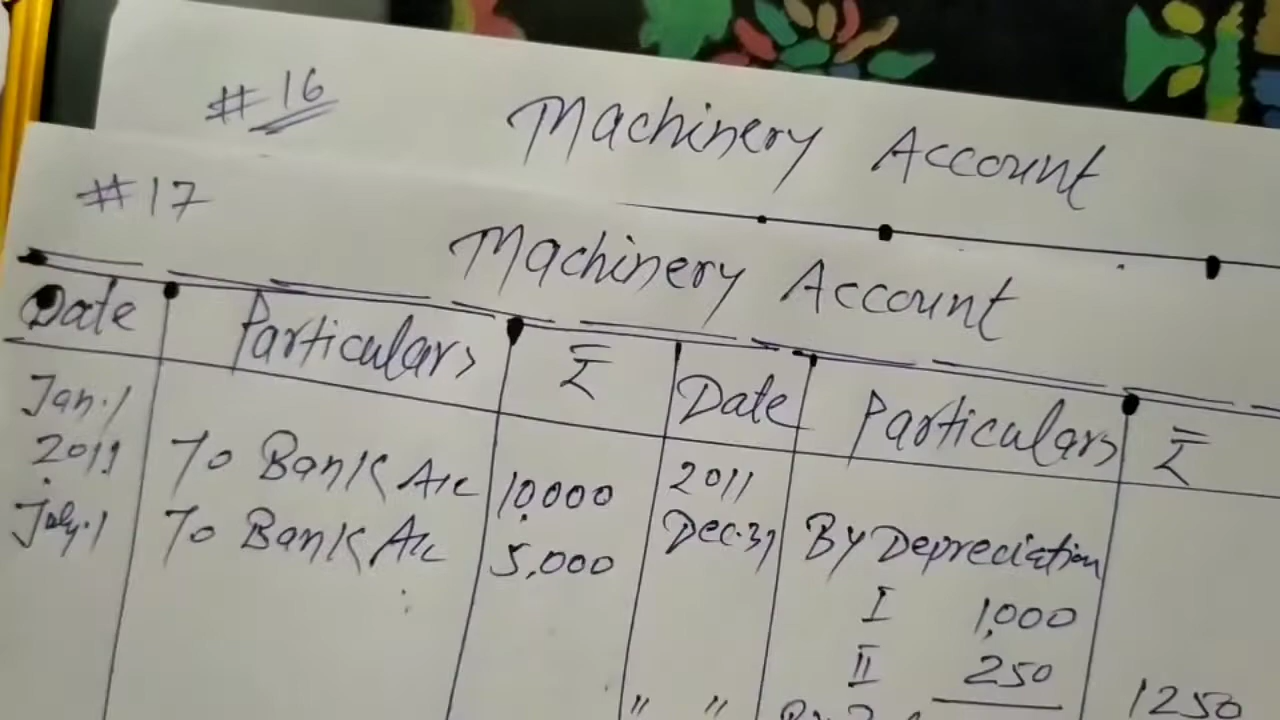 #16 Machinery Account
#17
Machinery Account
Date Particulars ₹ Date Particulars ₹
Jan.1
2011 To Bank A/c 10,000 2011
July.1 To Bank A/c 5,000 Dec.31 By Depreciation
I 1,000
II 250 1250
" " By